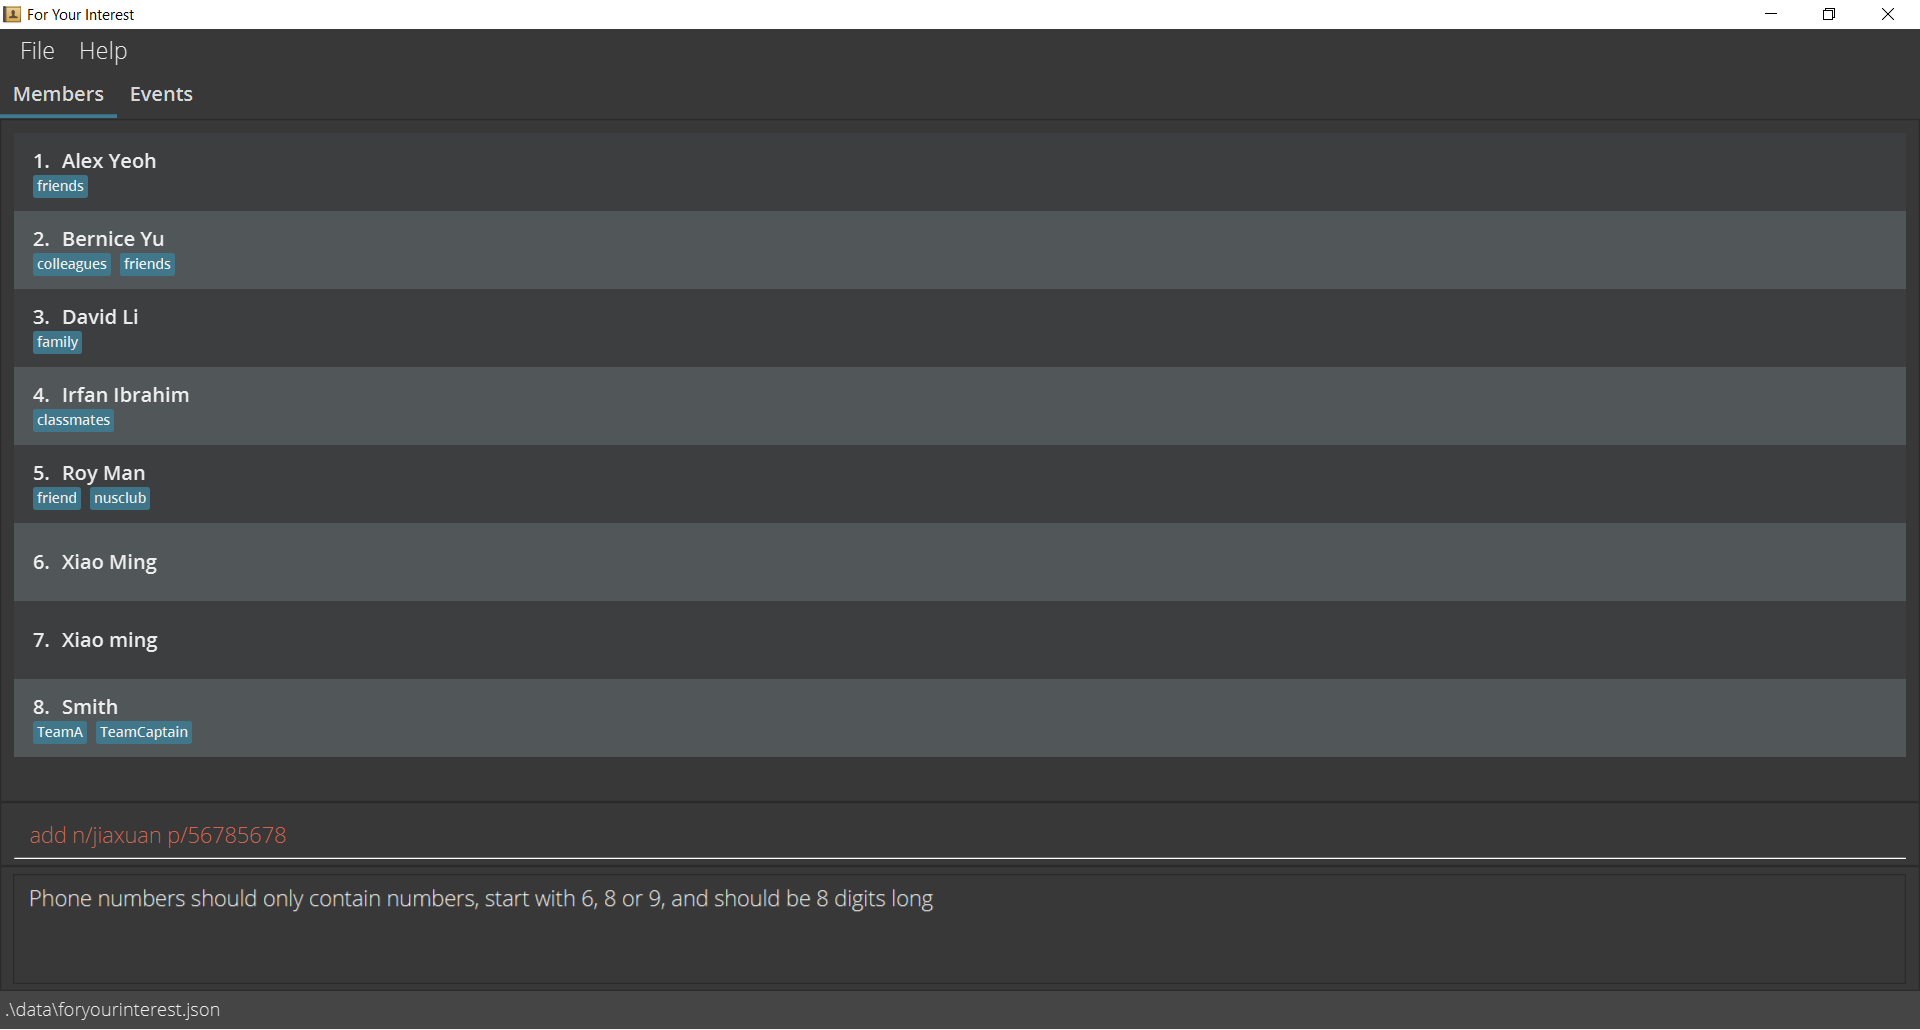 For Your Interest
File Help
Members Events
1. Alex Yeoh
friends
2. Bernice Yu
colleagues friends
3. David Li
family
4. Irfan Ibrahim
classmates
5. Roy Man
friend nusclub
6. Xiao Ming
7. Xiao ming
8. Smith
TeamA TeamCaptain
add n/jiaxuan p/56785678
Phone numbers should only contain numbers, start with 6, 8 or 9, and should be 8 digits long
.\data\foryourinterest.json